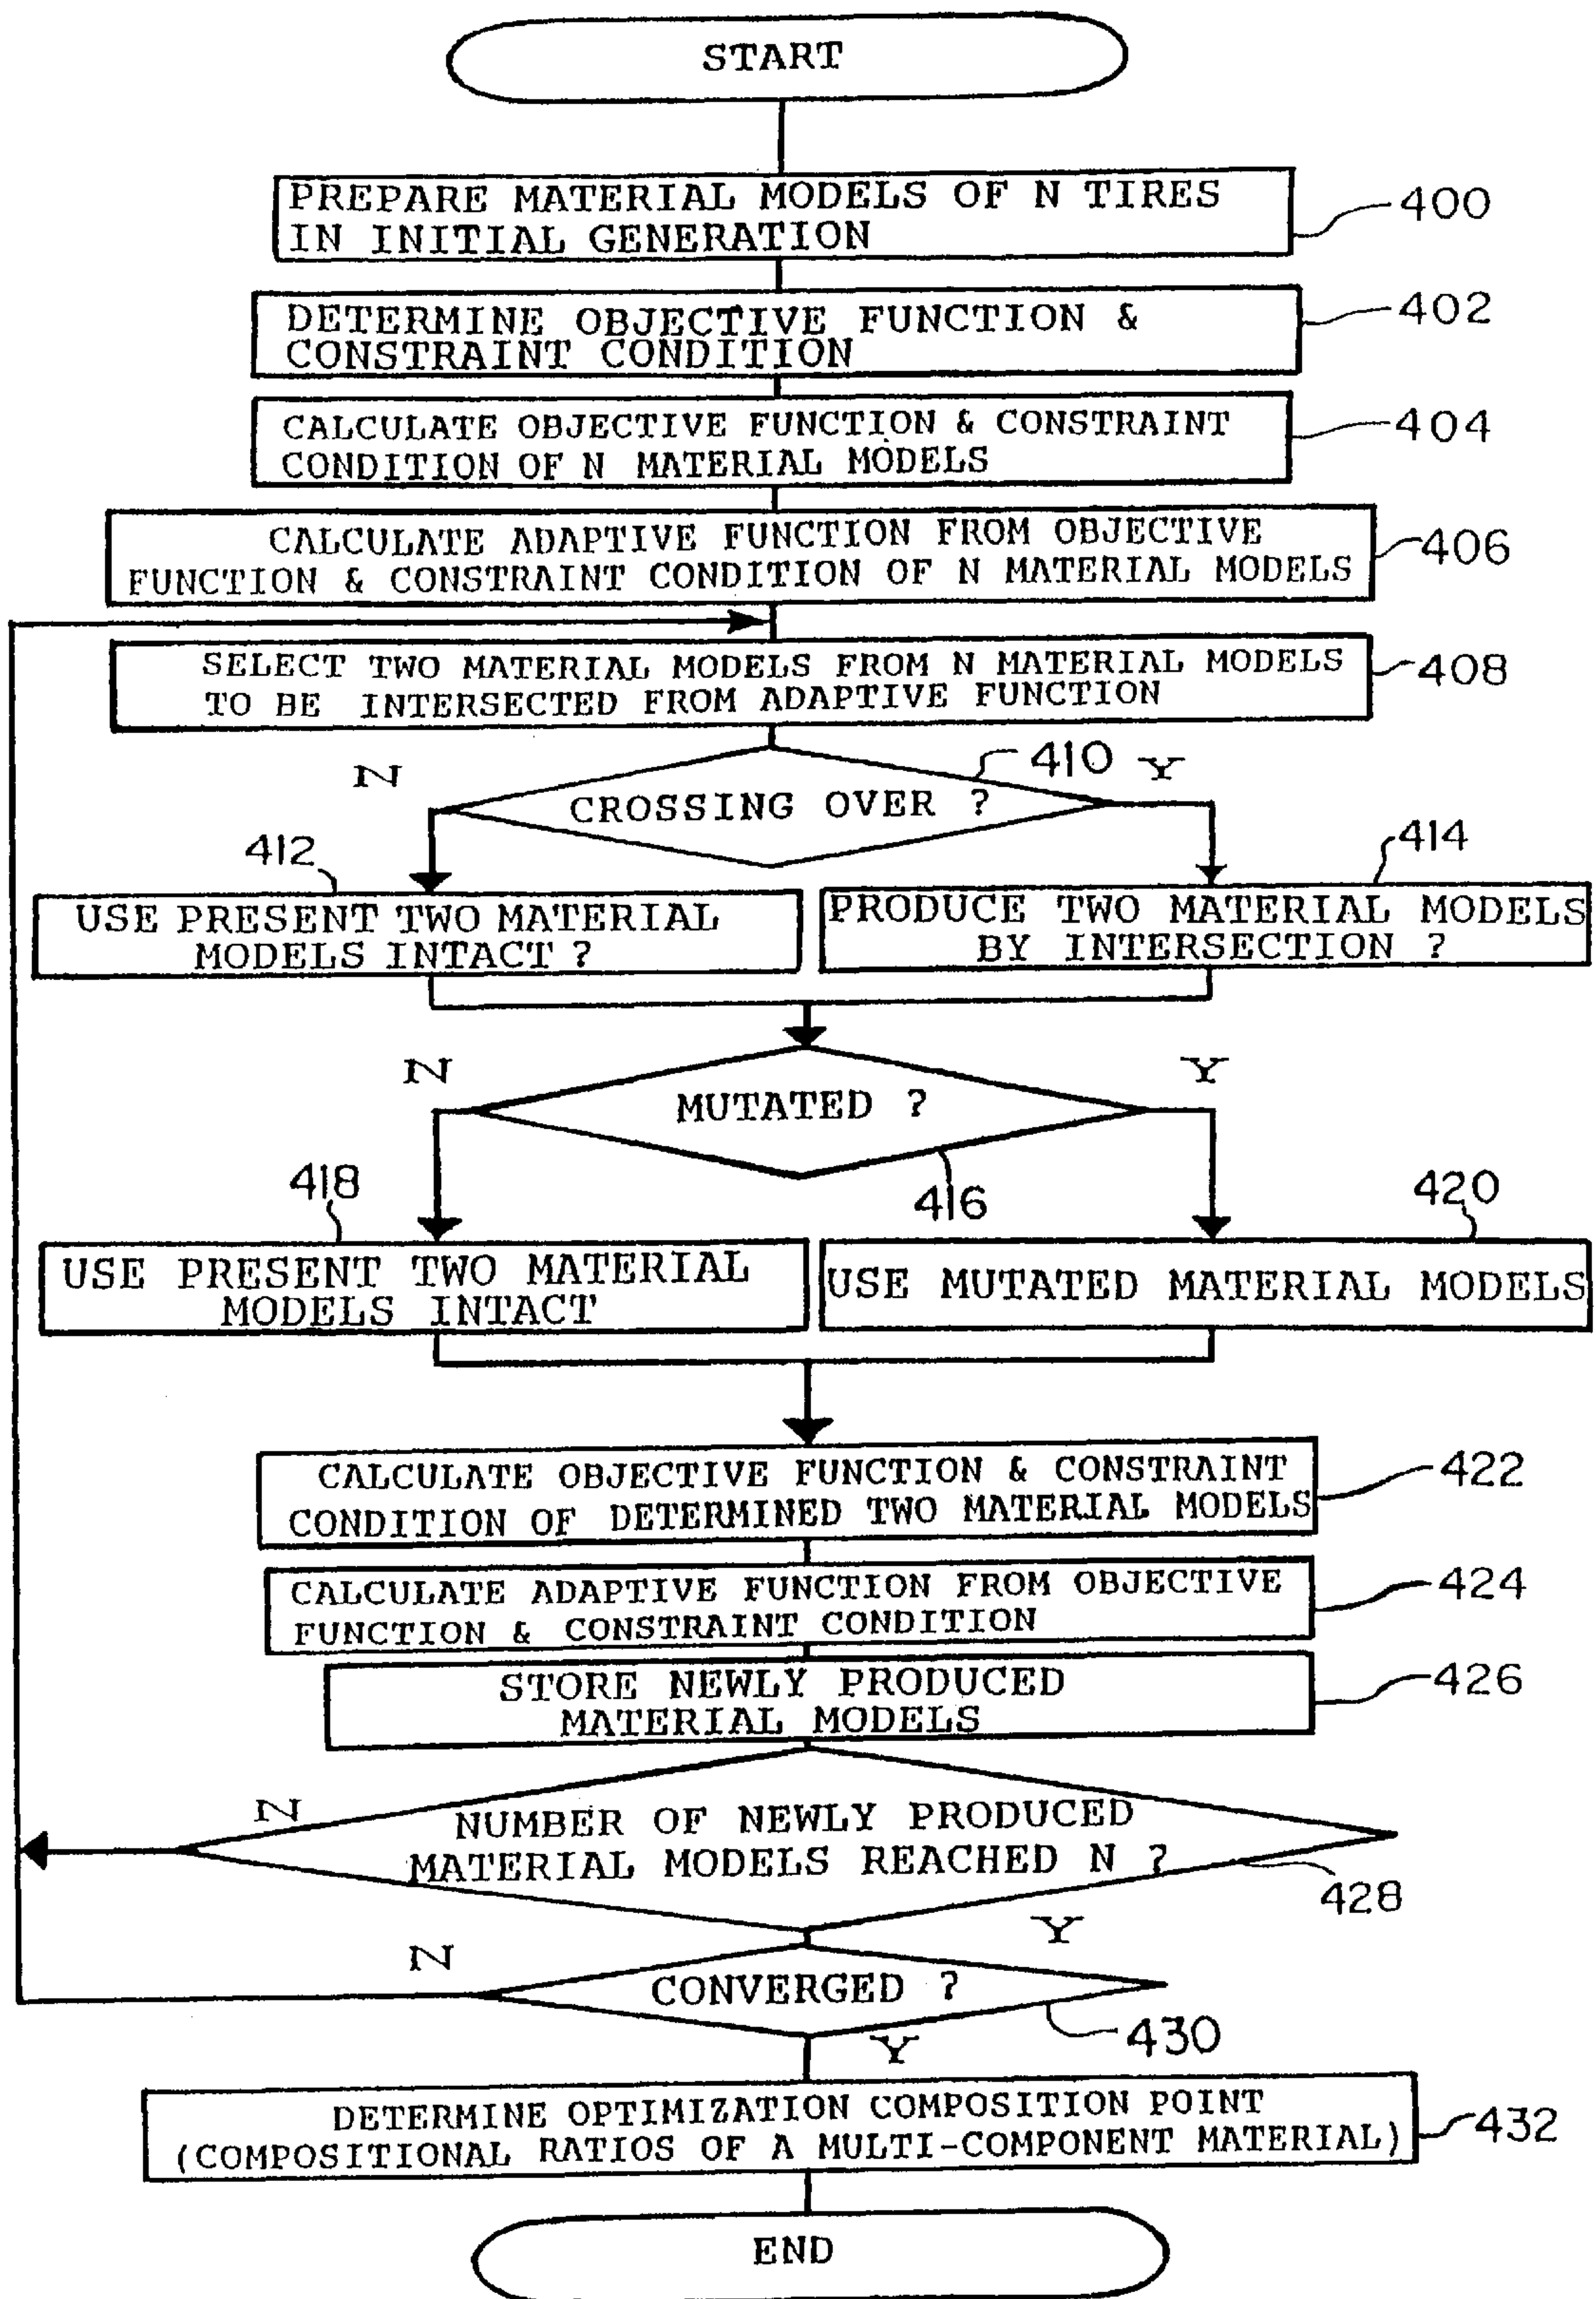 START
PREPARE MATERIAL MODELS OF N TIRES
IN INITIAL GENERATION
400
DETERMINE OBJECTIVE FUNCTION &
CONSTRAINT CONDITION
402
CALCULATE OBJECTIVE FUNCTION & CONSTRAINT
CONDITION OF N MATERIAL MODELS
404
CALCULATE ADAPTIVE FUNCTION FROM OBJECTIVE
FUNCTION & CONSTRAINT CONDITION OF N MATERIAL MODELS
406
SELECT TWO MATERIAL MODELS FROM N MATERIAL MODELS
TO BE INTERSECTED FROM ADAPTIVE FUNCTION
408
N
CROSSING OVER ?
410
Y
412
USE PRESENT TWO MATERIAL
MODELS INTACT ?
414
PRODUCE TWO MATERIAL MODELS
BY INTERSECTION ?
N
MUTATED ?
Y
416
418
USE PRESENT TWO MATERIAL
MODELS INTACT
420
USE MUTATED MATERIAL MODELS
CALCULATE OBJECTIVE FUNCTION & CONSTRAINT
CONDITION OF DETERMINED TWO MATERIAL MODELS
422
CALCULATE ADAPTIVE FUNCTION FROM OBJECTIVE
FUNCTION & CONSTRAINT CONDITION
424
STORE NEWLY PRODUCED
MATERIAL MODELS
426
N
NUMBER OF NEWLY PRODUCED
MATERIAL MODELS REACHED N ?
428
Y
N
CONVERGED ?
430
Y
DETERMINE OPTIMIZATION COMPOSITION POINT
(COMPOSITIONAL RATIOS OF A MULTI-COMPONENT MATERIAL)
432
END